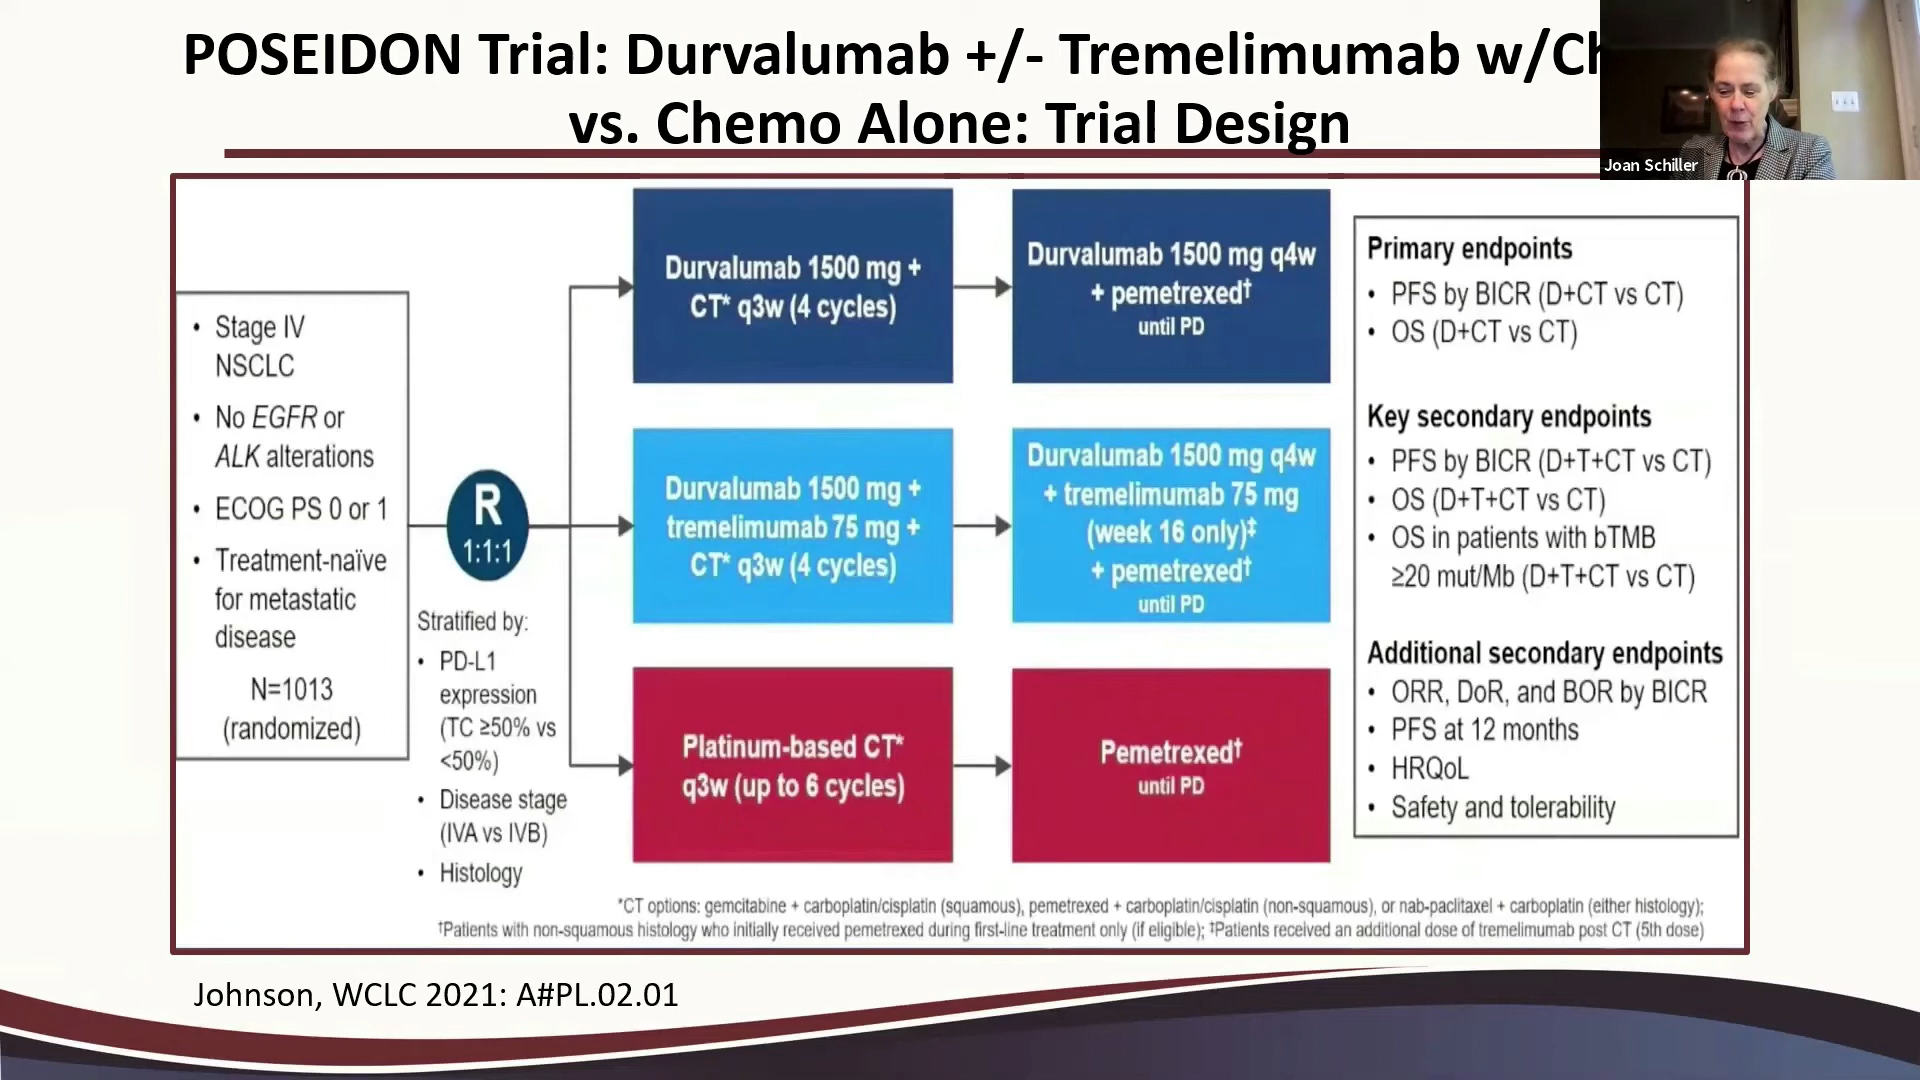 POSEIDON Trial: Durvalumab +/- Tremelimumab w/Ch
vs. Chemo Alone: Trial Design
Joan Schiller
• Stage IV
NSCLC
• No EGFR or
ALK alterations
• ECOG PS 0 or 1
• Treatment-naïve
for metastatic
disease
N=1013
(randomized)
R
1:1:1
Stratified by:
• PD-L1
expression
(TC ≥50% vs
<50%)
• Disease stage
(IVA vs IVB)
• Histology
Durvalumab 1500 mg +
CT* q3w (4 cycles)
Durvalumab 1500 mg q4w
+ pemetrexed†
until PD
Durvalumab 1500 mg +
tremelimumab 75 mg +
CT* q3w (4 cycles)
Durvalumab 1500 mg q4w
+ tremelimumab 75 mg
(week 16 only)‡
+ pemetrexed†
until PD
Platinum-based CT*
q3w (up to 6 cycles)
Pemetrexed†
until PD
Primary endpoints
• PFS by BICR (D+CT vs CT)
• OS (D+CT vs CT)
Key secondary endpoints
• PFS by BICR (D+T+CT vs CT)
• OS (D+T+CT vs CT)
• OS in patients with bTMB
≥20 mut/Mb (D+T+CT vs CT)
Additional secondary endpoints
• ORR, DoR, and BOR by BICR
• PFS at 12 months
• HRQoL
• Safety and tolerability
*CT options: gemcitabine + carboplatin/cisplatin (squamous), pemetrexed + carboplatin/cisplatin (non-squamous), or nab-paclitaxel + carboplatin (either histology);
†Patients with non-squamous histology who initially received pemetrexed during first-line treatment only (if eligible); ‡Patients received an additional dose of tremelimumab post CT (5th dose)
Johnson, WCLC 2021: A#PL.02.01